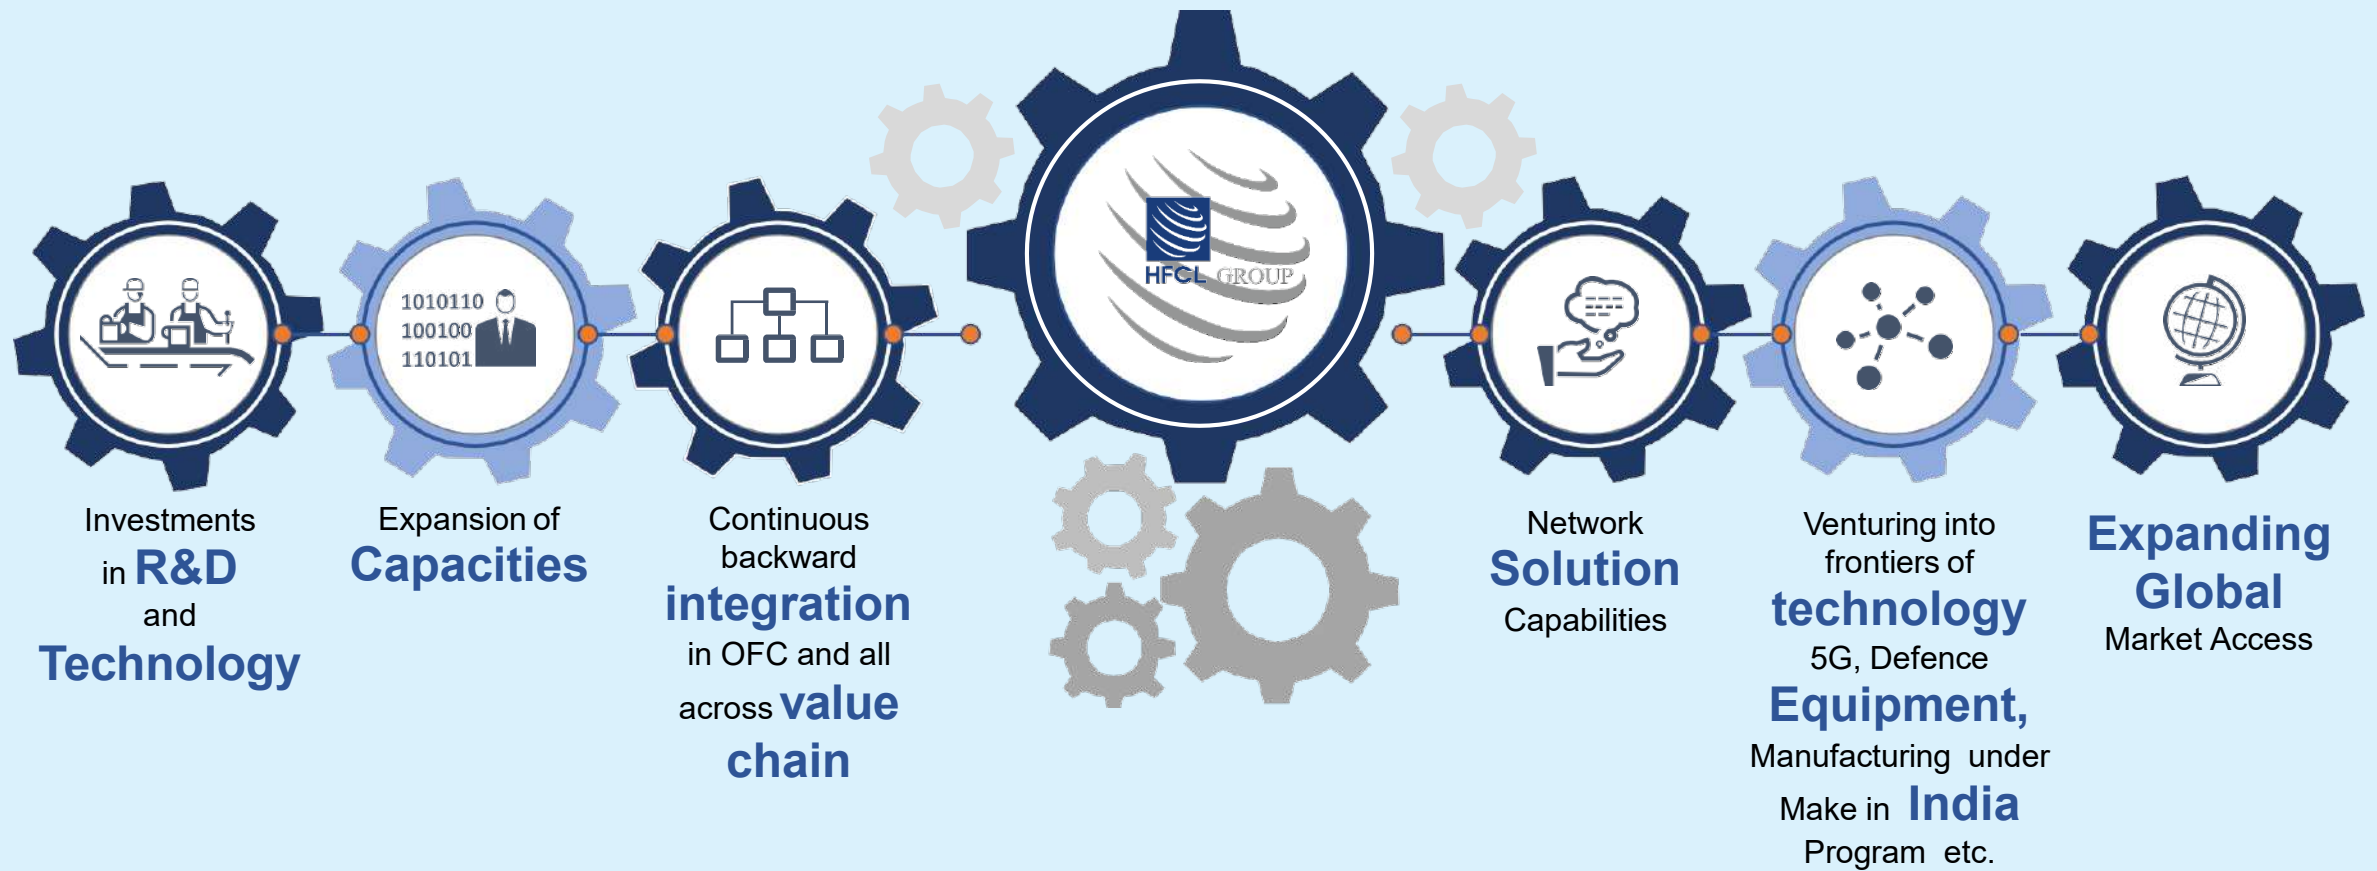 HFCL GROUP
1010110
100100
110101
Investments
in R&D
and
Technology
Expansion of
Capacities
Continuous
backward
integration
in OFC and all
across value
chain
Network
Solution
Capabilities
Venturing into
frontiers of
technology
5G, Defence
Equipment,
Manufacturing under
Make in India
Program etc.
Expanding
Global
Market Access